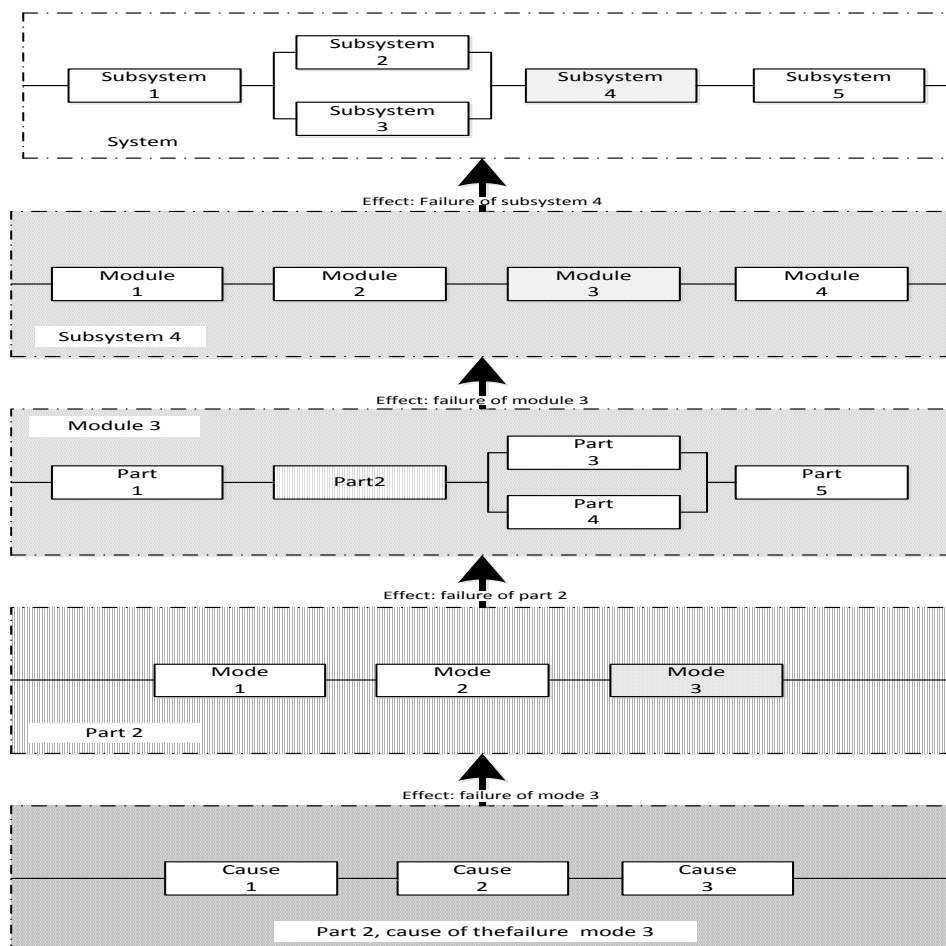 Subsystem
2
Subsystem
1
Subsystem
4
Subsystem
5
Subsystem
3
System
Effect: Failure of subsystem 4
Module
1
Module
2
Module
3
Module
4
Subsystem 4
Effect: failure of module 3
Module 3
Part
3
Part
1
Part2
Part
5
Part
4
Effect: failure of part 2
Mode
1
Mode
2
Mode
3
Part 2
Effect: failure of mode 3
Cause
1
Cause
2
Cause
3
Part 2, cause of thefailure mode 3